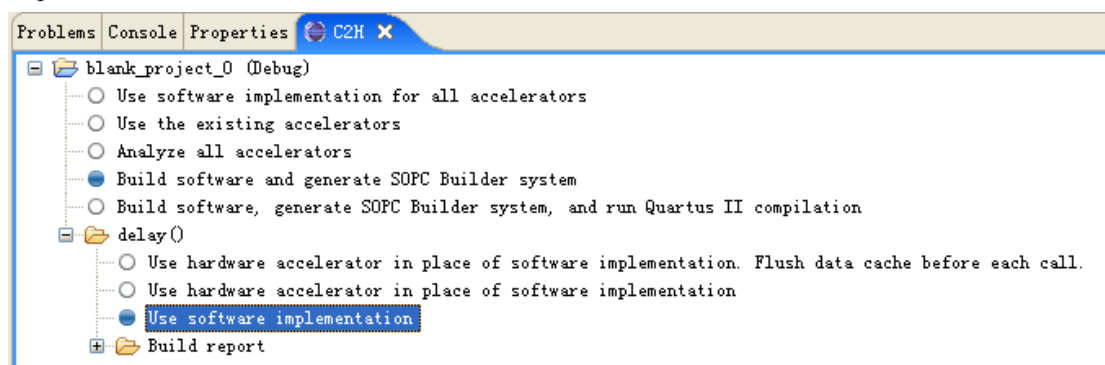 Problems Console Properties C2H
blank_project_0 (Debug)
Use software implementation for all accelerators
Use the existing accelerators
Analyze all accelerators
Build software and generate SOPC Builder system
Build software, generate SOPC Builder system, and run Quartus II compilation
delay()
Use hardware accelerator in place of software implementation. Flush data cache before each call.
Use hardware accelerator in place of software implementation
Use software implementation
Build report